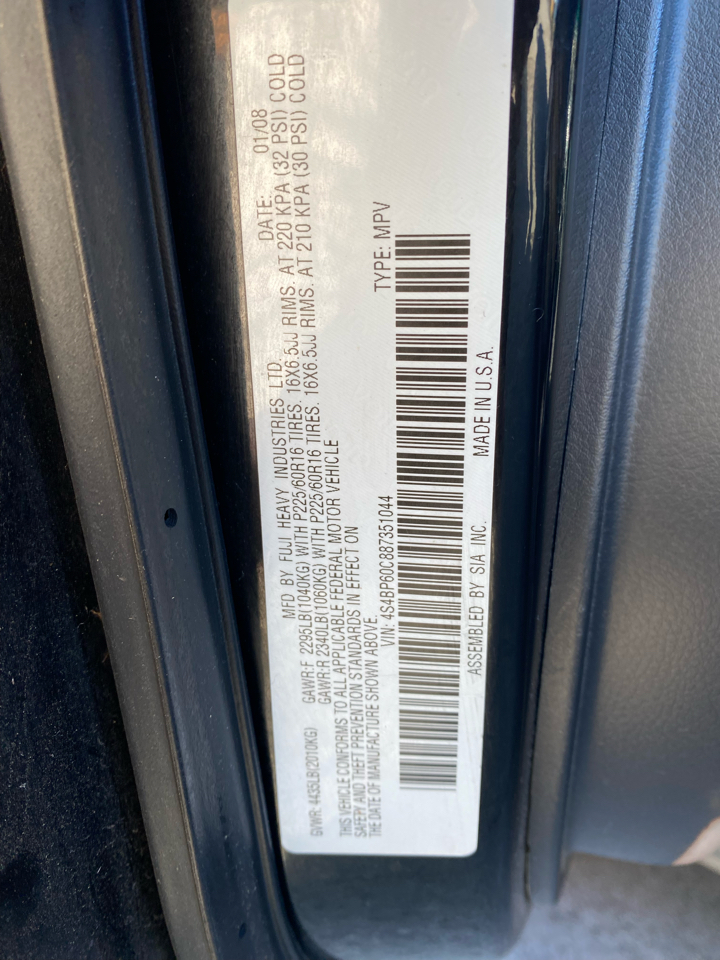 MFD BY FUJI HEAVY INDUSTRIES LTD. DATE: 01/08
GVWR: 4435LB(2010KG) GAWR:F 2295LB(1040KG) WITH P225/60R16 TIRES. 16X6.5JJ RIMS. AT 220 KPA (32 PSI) COLD
GAWR:R 2340LB(1060KG) WITH P225/60R16 TIRES. 16X6.5JJ RIMS. AT 210 KPA (30 PSI) COLD
THIS VEHICLE CONFORMS TO ALL APPLICABLE FEDERAL MOTOR VEHICLE
SAFETY AND THEFT PREVENTION STANDARDS IN EFFECT ON
THE DATE OF MANUFACTURE SHOWN ABOVE.
VIN: 4S4BP60C887351044 TYPE: MPV
ASSEMBLED BY SIA INC. MADE IN U.S.A.